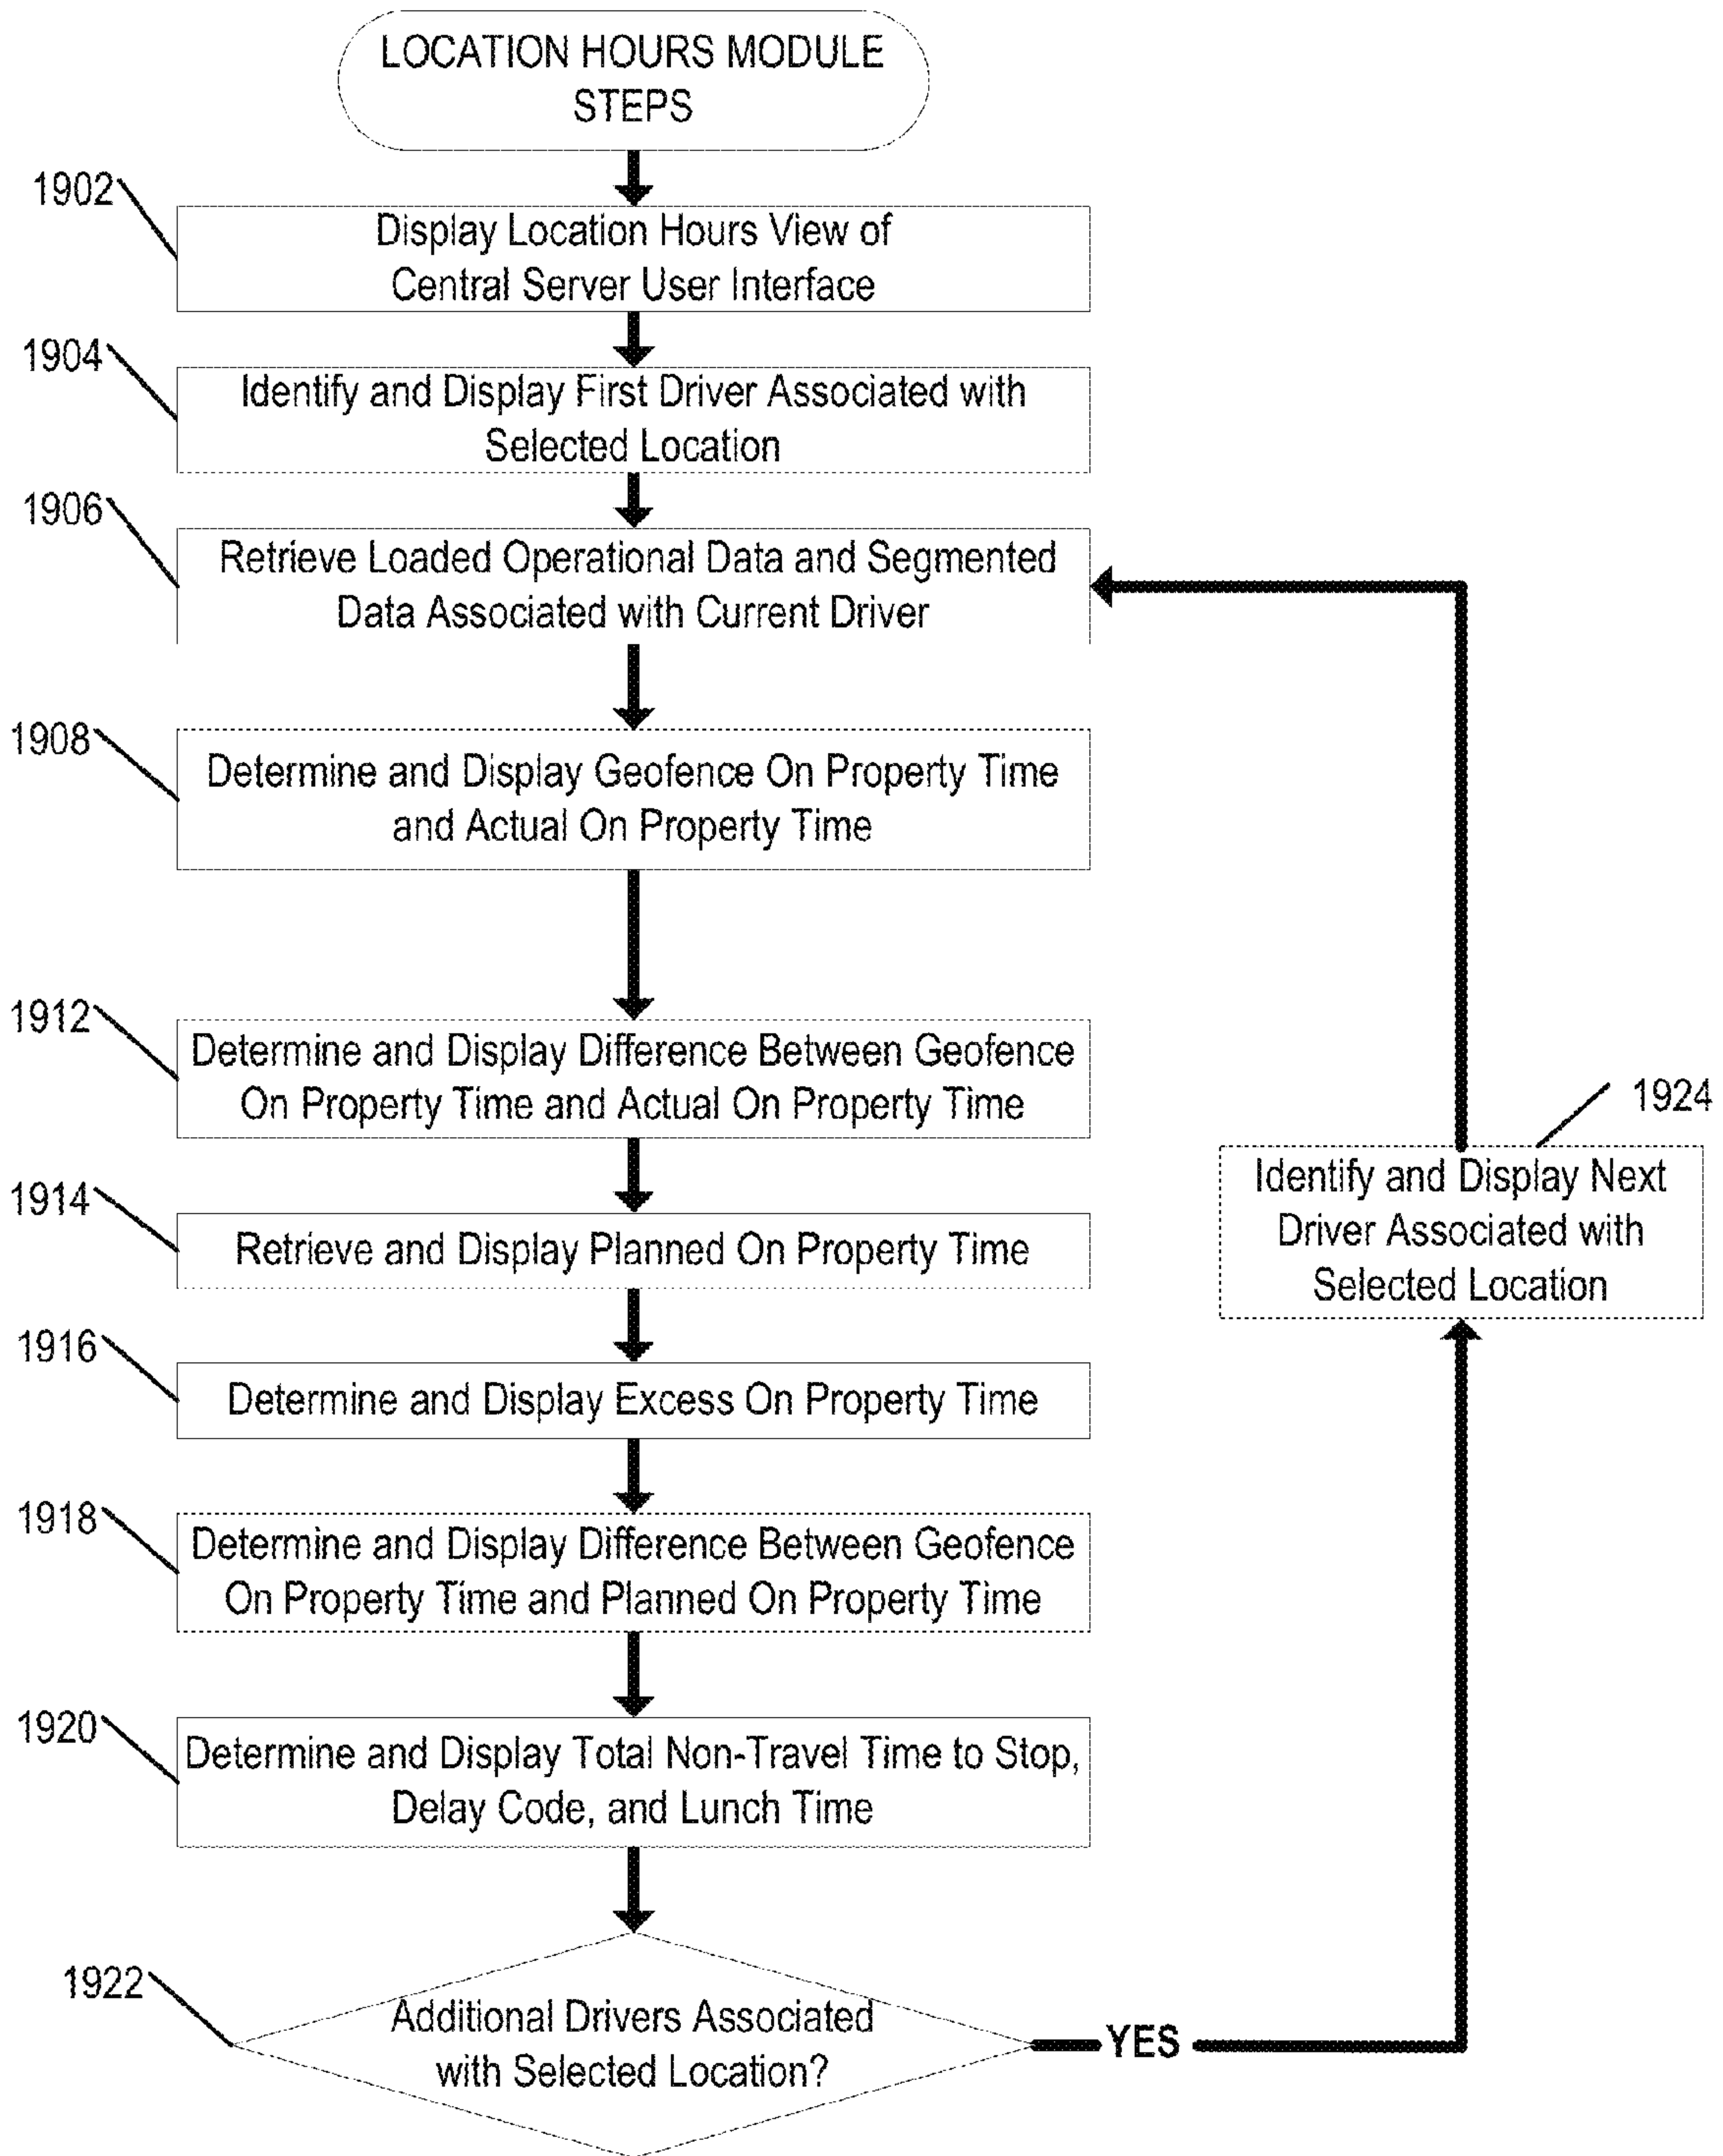 LOCATION HOURS MODULE
STEPS
1902
Display Location Hours View of
Central Server User Interface
1904
Identify and Display First Driver Associated with
Selected Location
1906
Retrieve Loaded Operational Data and Segmented
Data Associated with Current Driver
1908
Determine and Display Geofence On Property Time
and Actual On Property Time
1912
Determine and Display Difference Between Geofence
On Property Time and Actual On Property Time
1914
Retrieve and Display Planned On Property Time
1916
Determine and Display Excess On Property Time
1918
Determine and Display Difference Between Geofence
On Property Time and Planned On Property Time
1920
Determine and Display Total Non-Travel Time to Stop,
Delay Code, and Lunch Time
1922
Additional Drivers Associated
with Selected Location?
YES
1924
Identify and Display Next
Driver Associated with
Selected Location